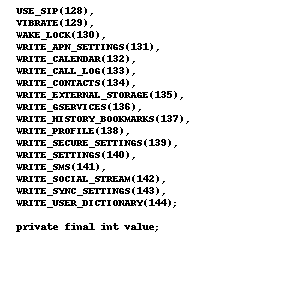 USE_SIP(128),
VIBRATE(129),
WAKE_LOCK(130),
WRITE_APN_SETTINGS(131),
WRITE_CALENDAR(132),
WRITE_CALL_LOG(133),
WRITE_CONTACTS(134),
WRITE_EXTERNAL_STORAGE(135),
WRITE_GSERVICES(136),
WRITE_HISTORY_BOOKMARKS(137),
WRITE_PROFILE(138),
WRITE_SECURE_SETTINGS(139),
WRITE_SETTINGS(140),
WRITE_SMS(141),
WRITE_SOCIAL_STREAM(142),
WRITE_SYNC_SETTINGS(143),
WRITE_USER_DICTIONARY(144);
private final int value;